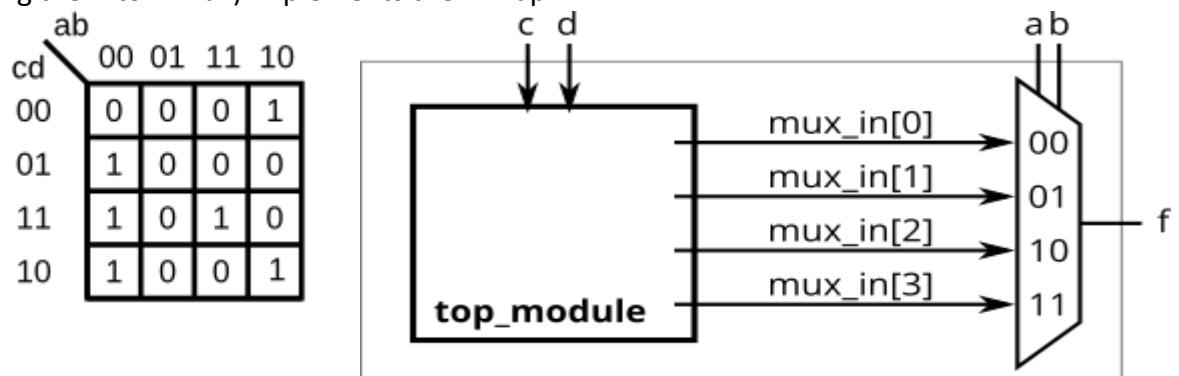 ab
cd
00 01 11 10
00 0 0 0 1
01 1 0 0 0
11 1 0 1 0
10 1 0 0 1
c d
a b
mux_in[0]
mux_in[1]
mux_in[2]
mux_in[3]
top_module
00
01
10
11
f